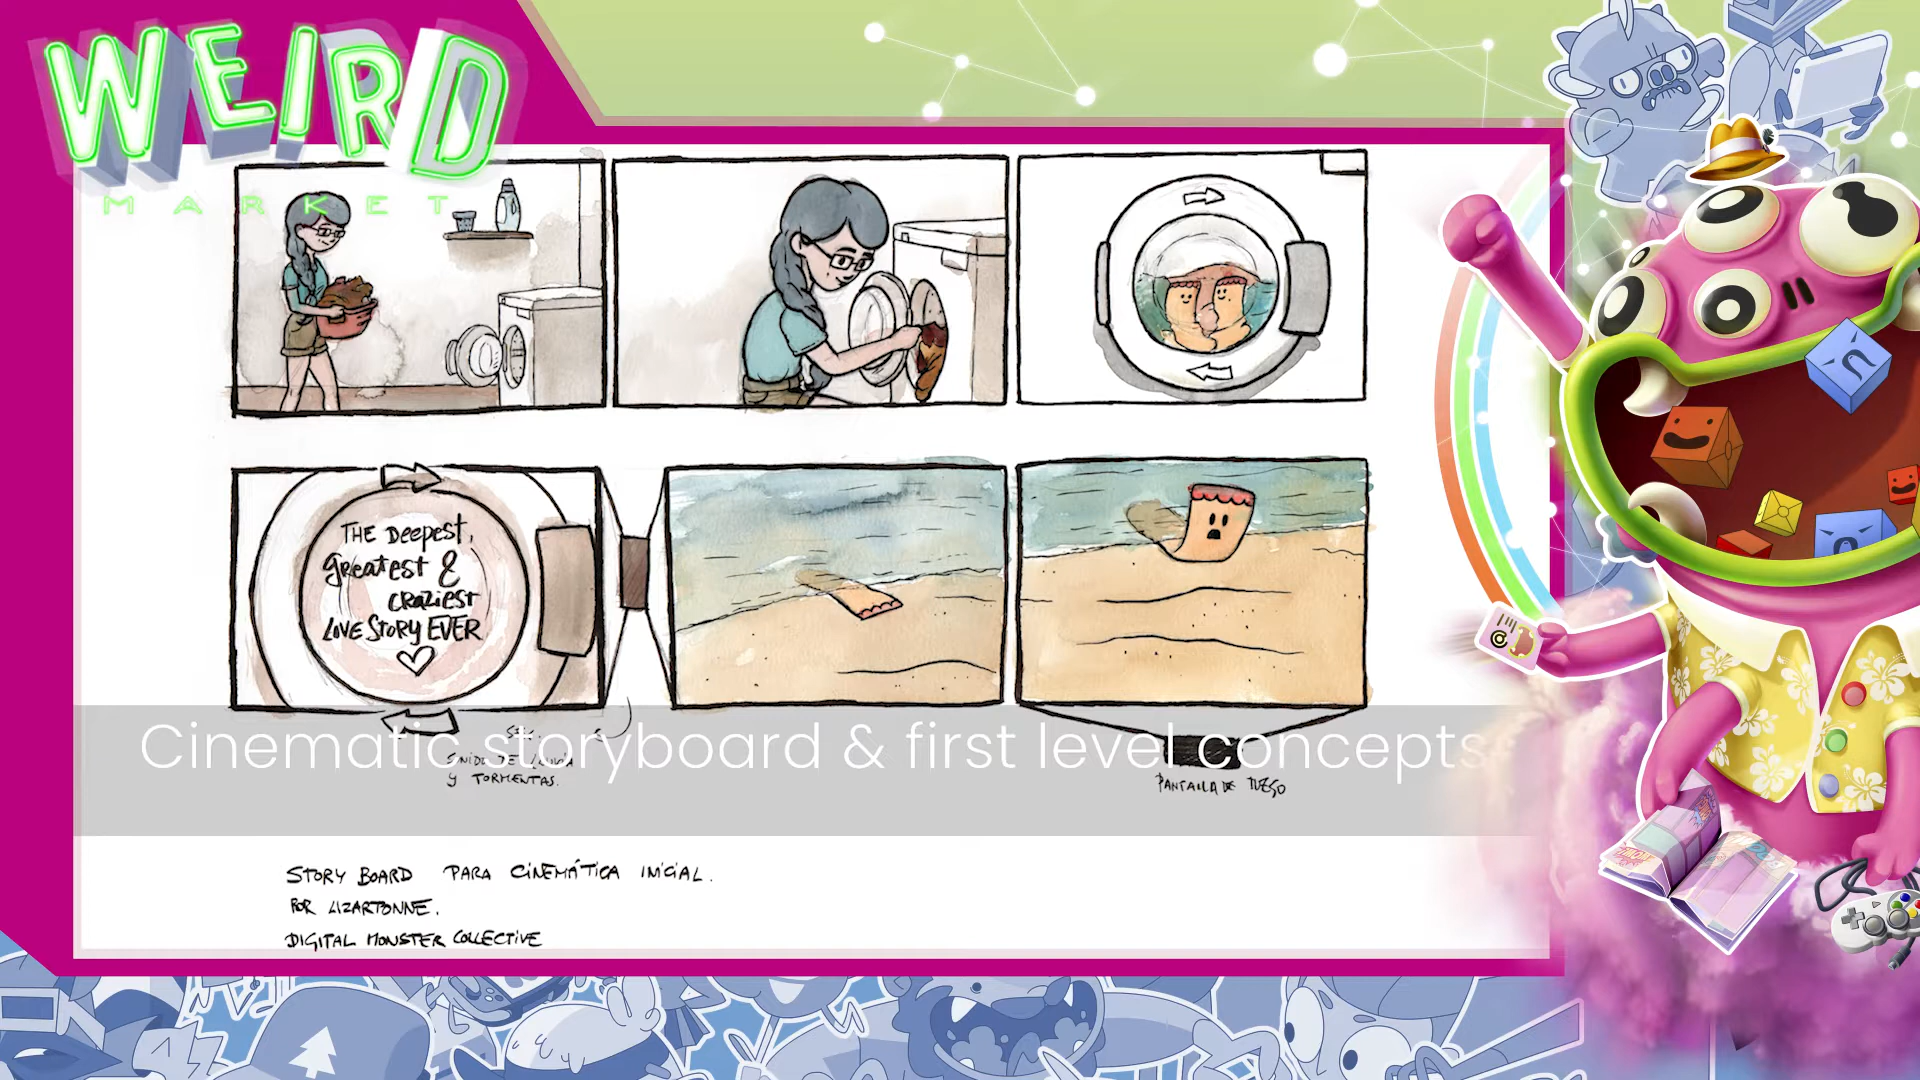 WEIRD
MARKET
THE DEEPEST,
GREATEST &
CRAZIEST
LOVE STORY EVER
Cinematic storyboard & first level concepts
Y TORMENTAS.
PANTALLA DE JUEGO
STORY BOARD PARA CINEMÁTICA INICIAL.
POR LIZARTONNE.
DIGITAL MONSTER COLLECTIVE